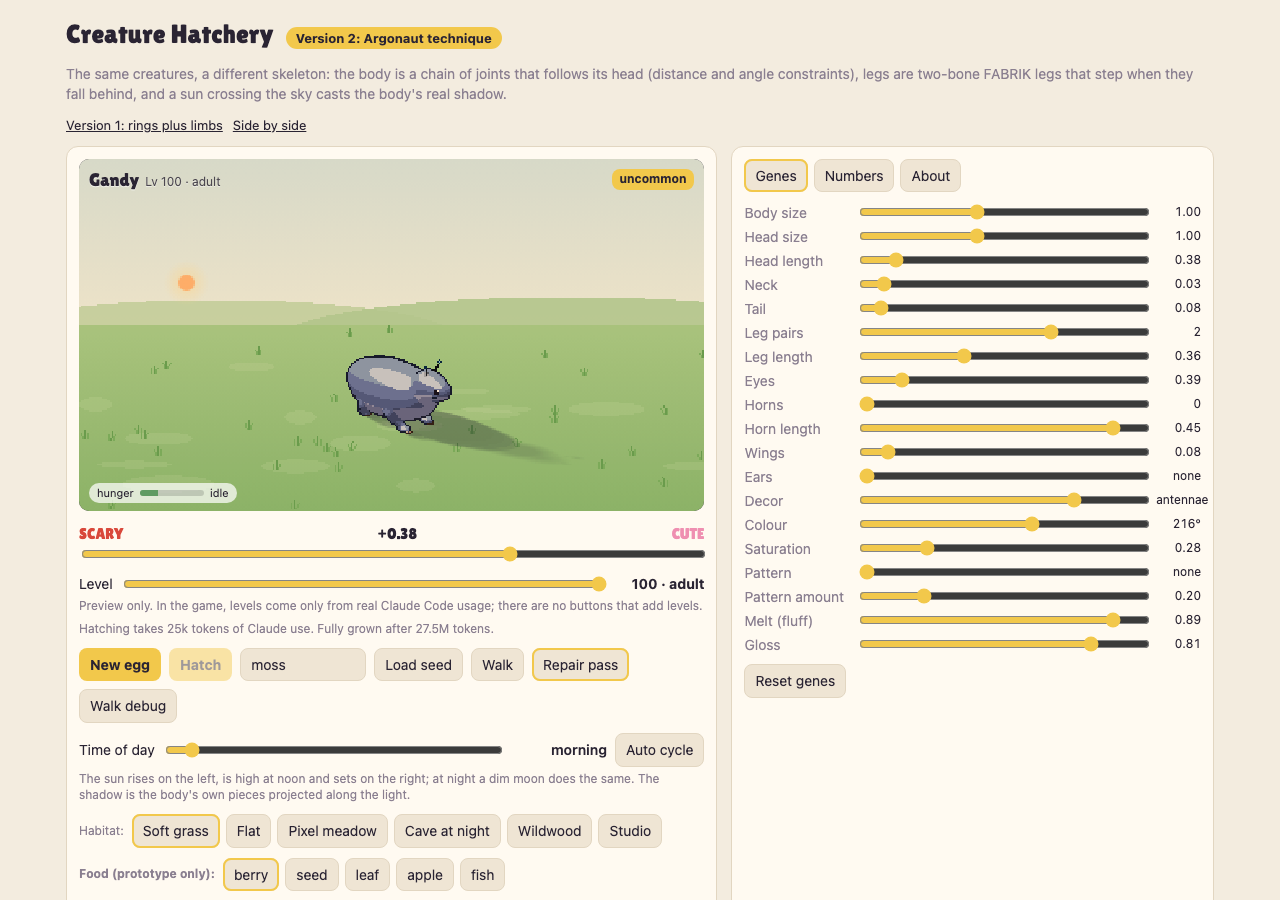 Creature Hatchery
Version 2: Argonaut technique
The same creatures, a different skeleton: the body is a chain of joints that follows its head (distance and angle constraints), legs are two-bone FABRIK legs that step when they
fall behind, and a sun crossing the sky casts the body's real shadow.
Version 1: rings plus limbs Side by side
Gandy Lv 100 · adult
uncommon
hunger idle
SCARY +0.38 CUTE
Level 100 · adult
Preview only. In the game, levels come only from real Claude Code usage; there are no buttons that add levels.
Hatching takes 25k tokens of Claude use. Fully grown after 27.5M tokens.
New egg Hatch moss Load seed Walk Repair pass
Walk debug
Time of day morning Auto cycle
The sun rises on the left, is high at noon and sets on the right; at night a dim moon does the same. The
shadow is the body's own pieces projected along the light.
Habitat: Soft grass Flat Pixel meadow Cave at night Wildwood Studio
Food (prototype only): berry seed leaf apple fish
Genes Numbers About
Body size 1.00
Head size 1.00
Head length 0.38
Neck 0.03
Tail 0.08
Leg pairs 2
Leg length 0.36
Eyes 0.39
Horns 0
Horn length 0.45
Wings 0.08
Ears none
Decor antennae
Colour 216°
Saturation 0.28
Pattern none
Pattern amount 0.20
Melt (fluff) 0.89
Gloss 0.81
Reset genes